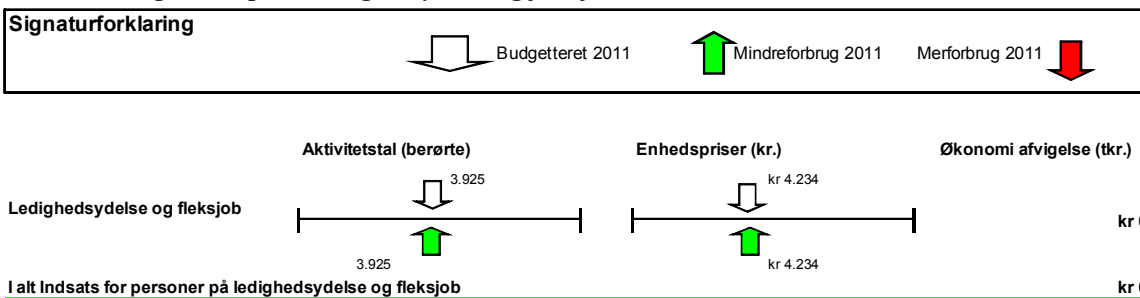 Signaturforklaring
Budgetteret 2011 Mindreforbrug 2011 Merforbrug 2011
Aktivitetstal (berørte) Enhedspriser (kr.) Økonomi afvigelse (tkr.)
3.925 kr 4.234
Ledighedsydelse og fleksjob kr
3.925 kr 4.234
I alt Indsats for personer på ledighedsydelse og fleksjob kr